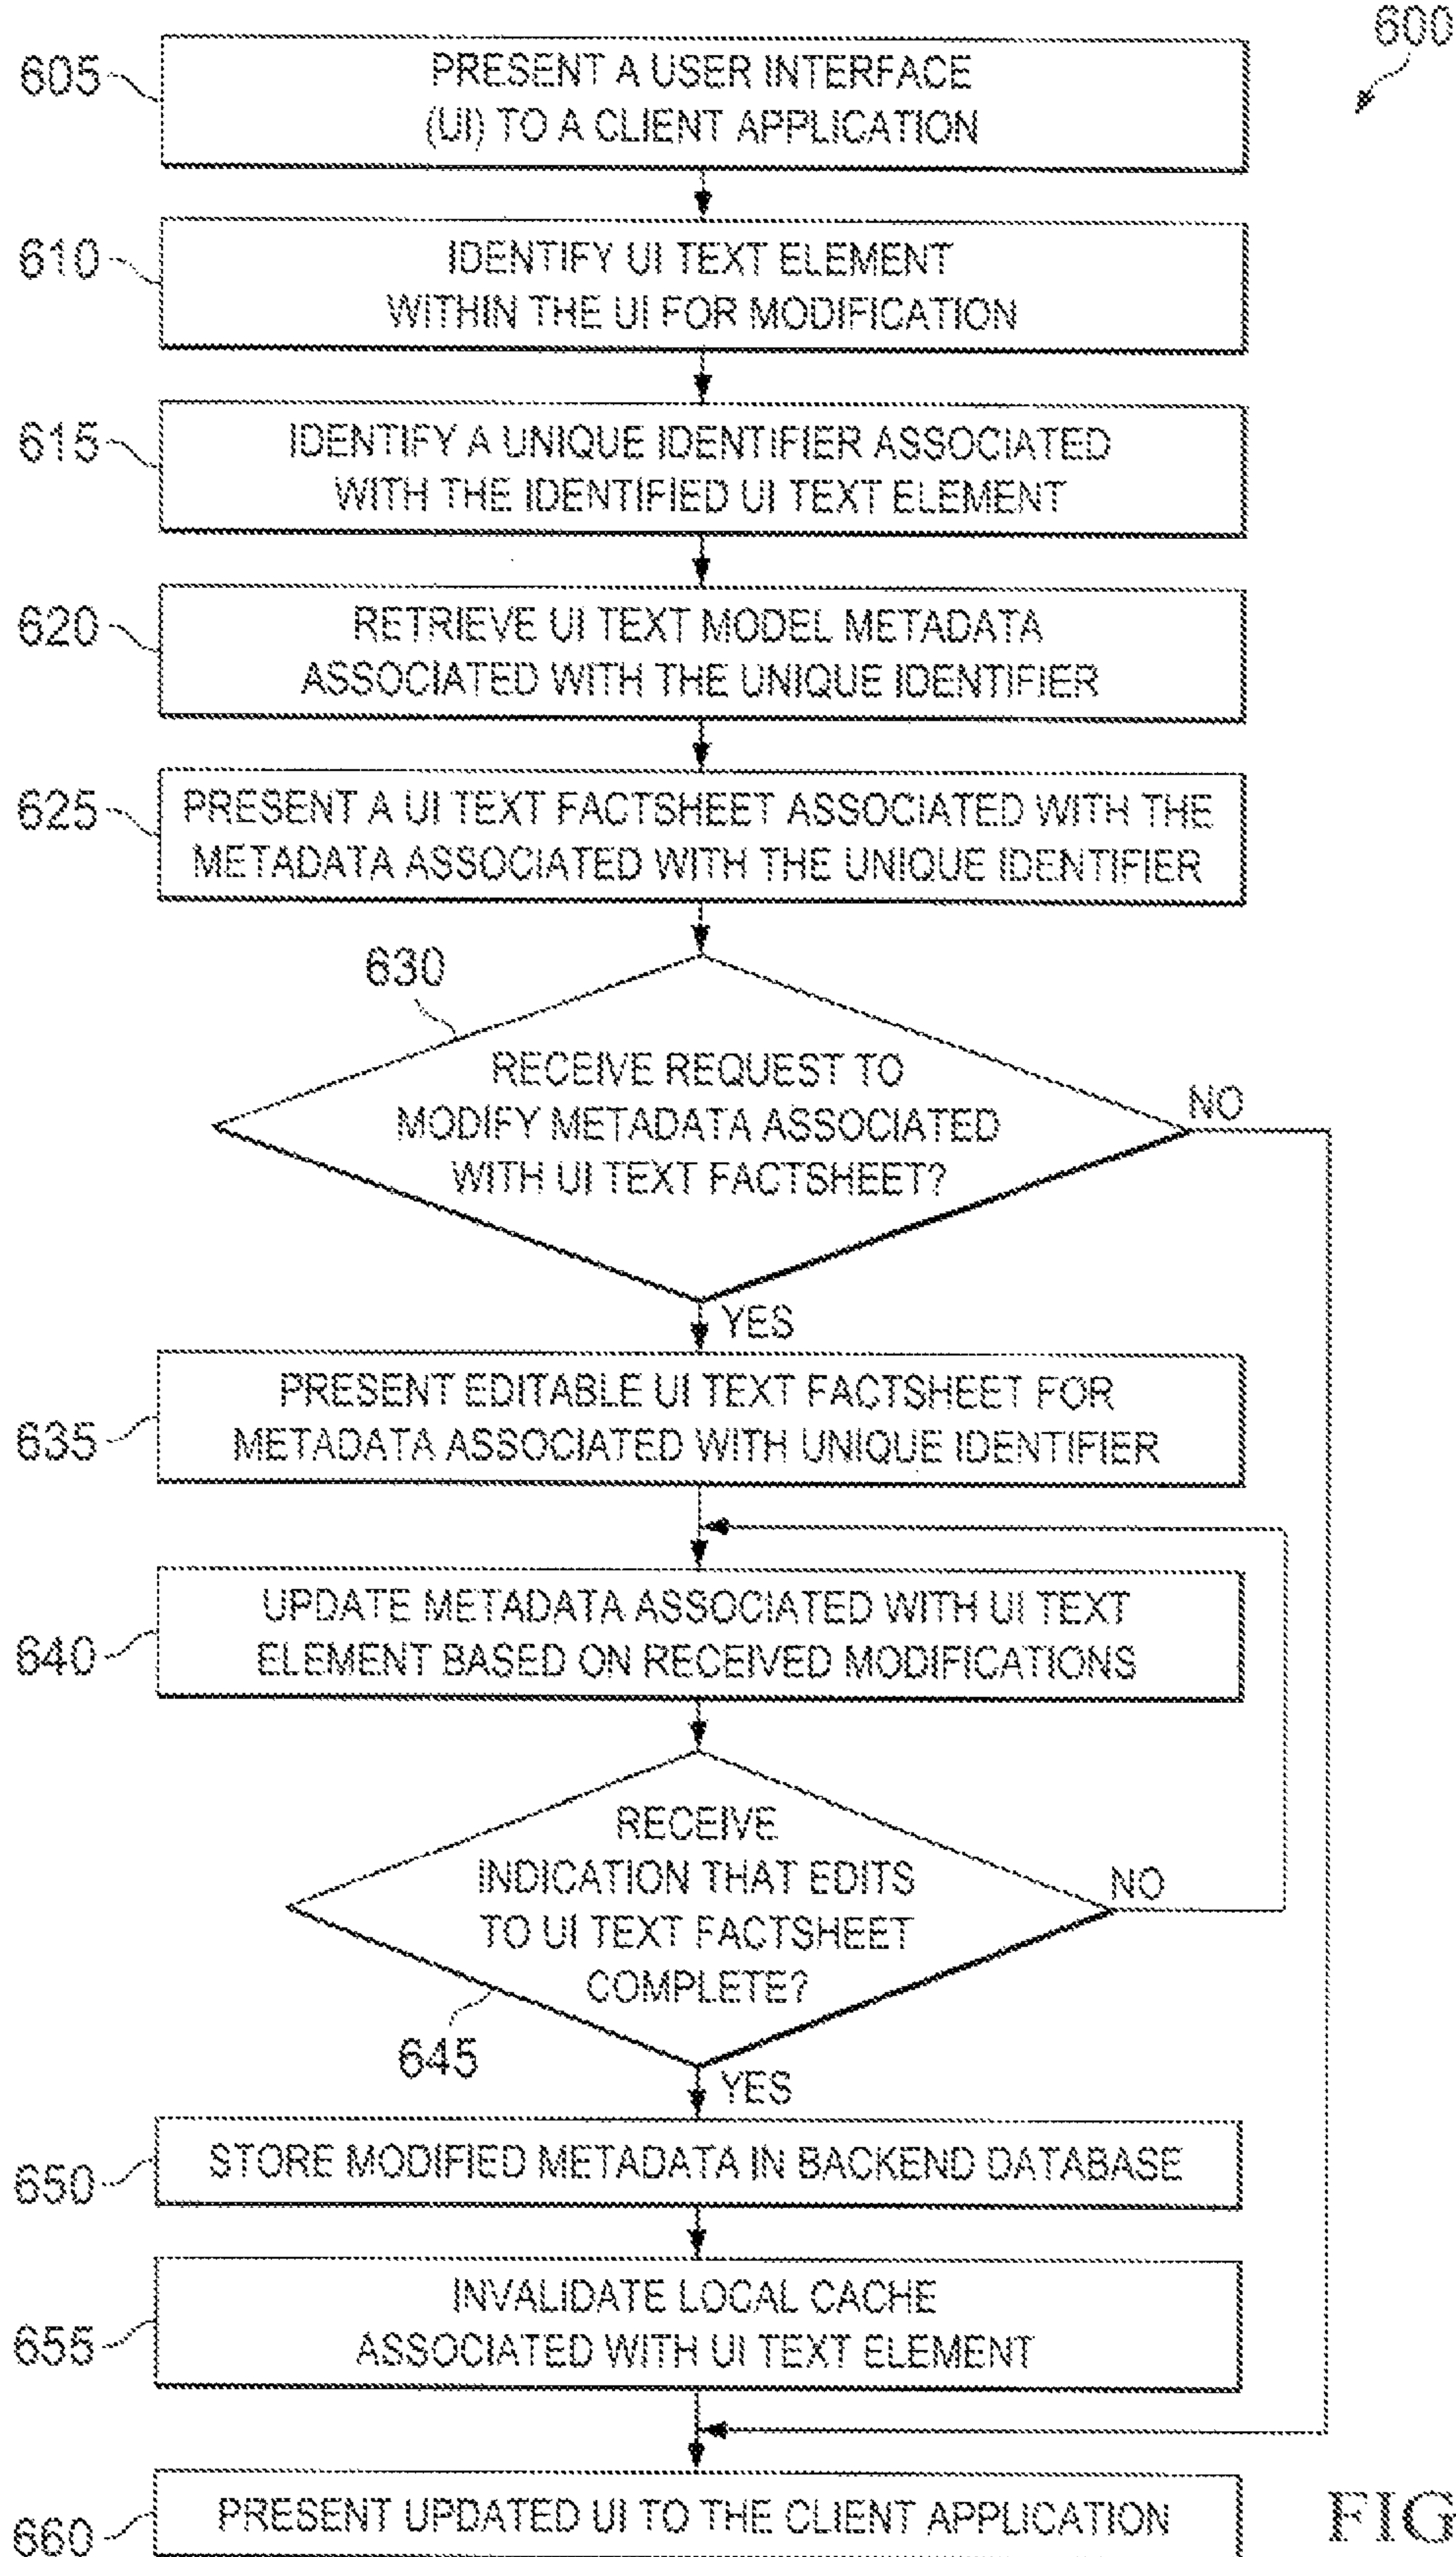 600
605
PRESENT A USER INTERFACE
(UI) TO A CLIENT APPLICATION
610
IDENTIFY UI TEXT ELEMENT
WITHIN THE UI FOR MODIFICATION
615
IDENTIFY A UNIQUE IDENTIFIER ASSOCIATED
WITH THE IDENTIFIED UI TEXT ELEMENT
620
RETRIEVE UI TEXT MODEL METADATA
ASSOCIATED WITH THE UNIQUE IDENTIFIER
625
PRESENT A UI TEXT FACTSHEET ASSOCIATED WITH THE
METADATA ASSOCIATED WITH THE UNIQUE IDENTIFIER
630
RECEIVE REQUEST TO
MODIFY METADATA ASSOCIATED
WITH UI TEXT FACTSHEET?
NO
YES
635
PRESENT EDITABLE UI TEXT FACTSHEET FOR
METADATA ASSOCIATED WITH UNIQUE IDENTIFIER
640
UPDATE METADATA ASSOCIATED WITH UI TEXT
ELEMENT BASED ON RECEIVED MODIFICATIONS
RECEIVE
INDICATION THAT EDITS
TO UI TEXT FACTSHEET
COMPLETE?
NO
645
YES
650
STORE MODIFIED METADATA IN BACKEND DATABASE
655
INVALIDATE LOCAL CACHE
ASSOCIATED WITH UI TEXT ELEMENT
660
PRESENT UPDATED UI TO THE CLIENT APPLICATION
FIG